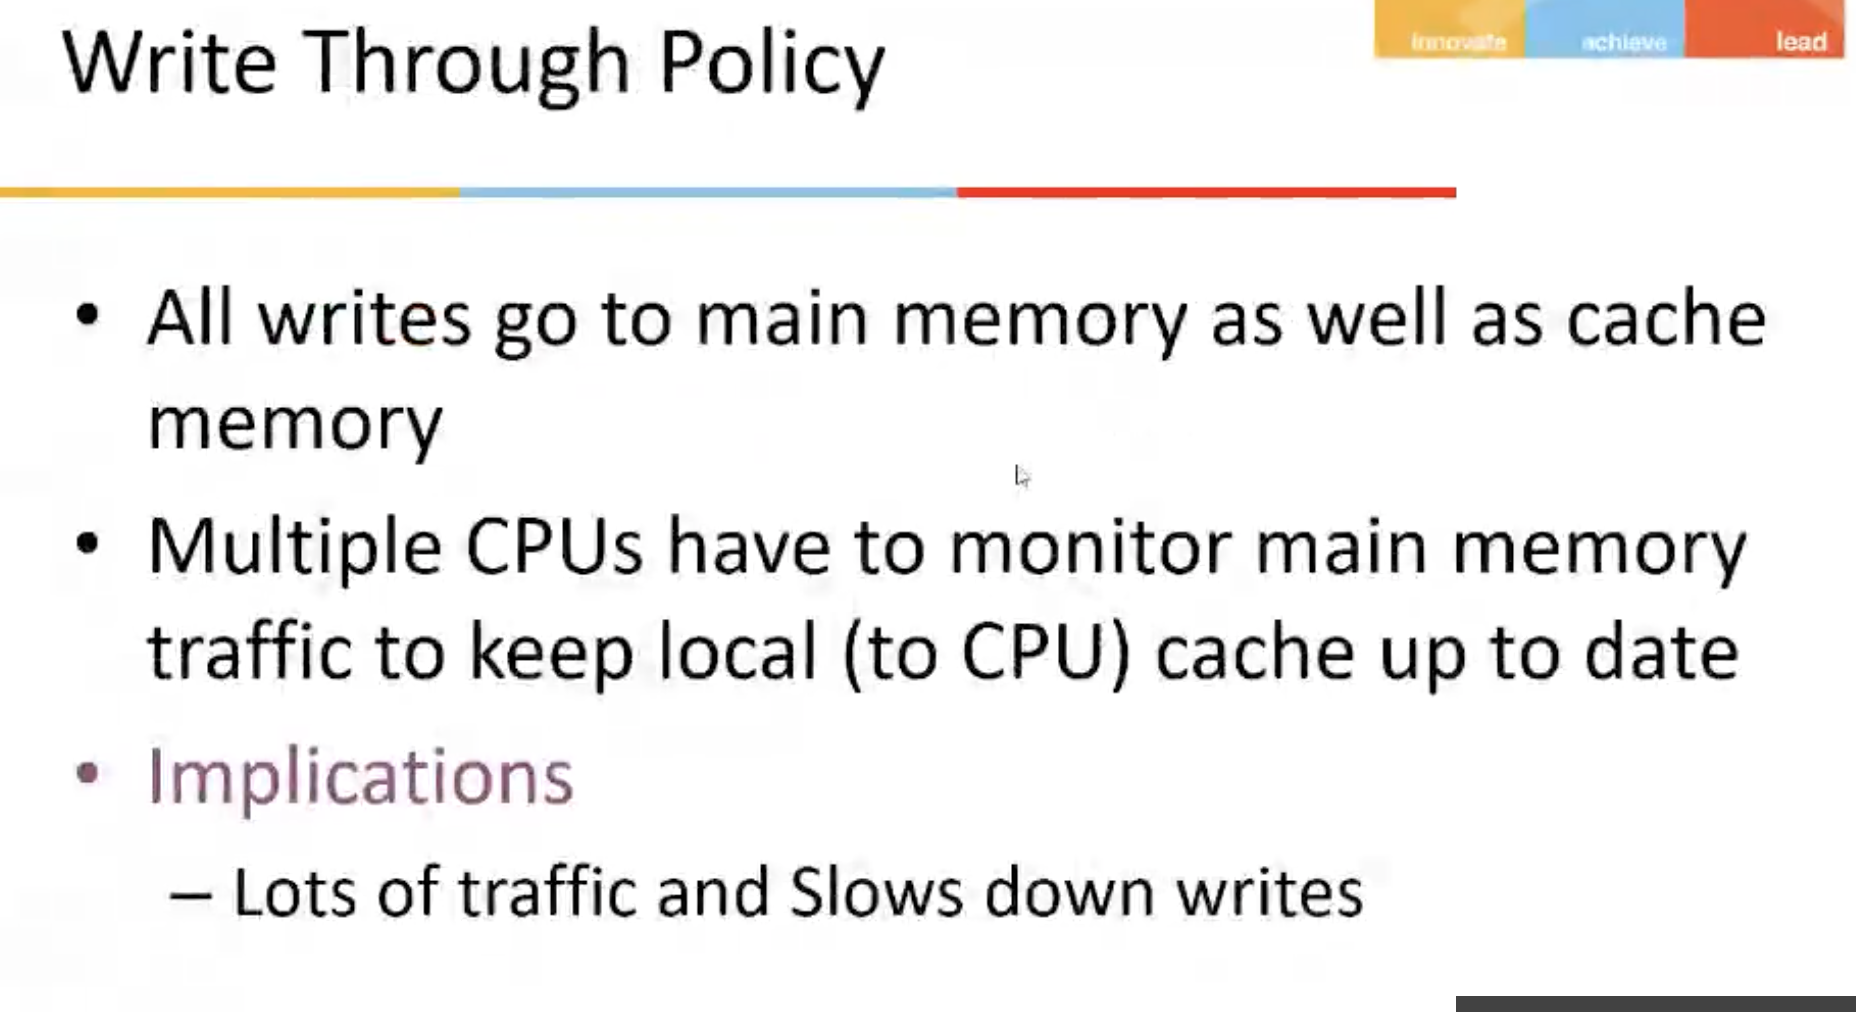 Write Through Policy
innovate achieve lead
• All writes go to main memory as well as cache
memory
• Multiple CPUs have to monitor main memory
traffic to keep local (to CPU) cache up to date
• Implications
– Lots of traffic and Slows down writes